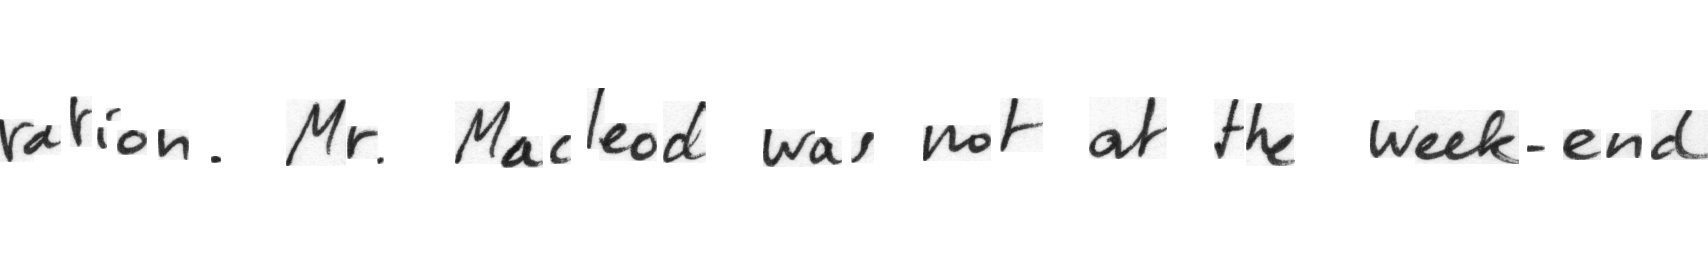 ration. Mr. Macleod was not at the week-end